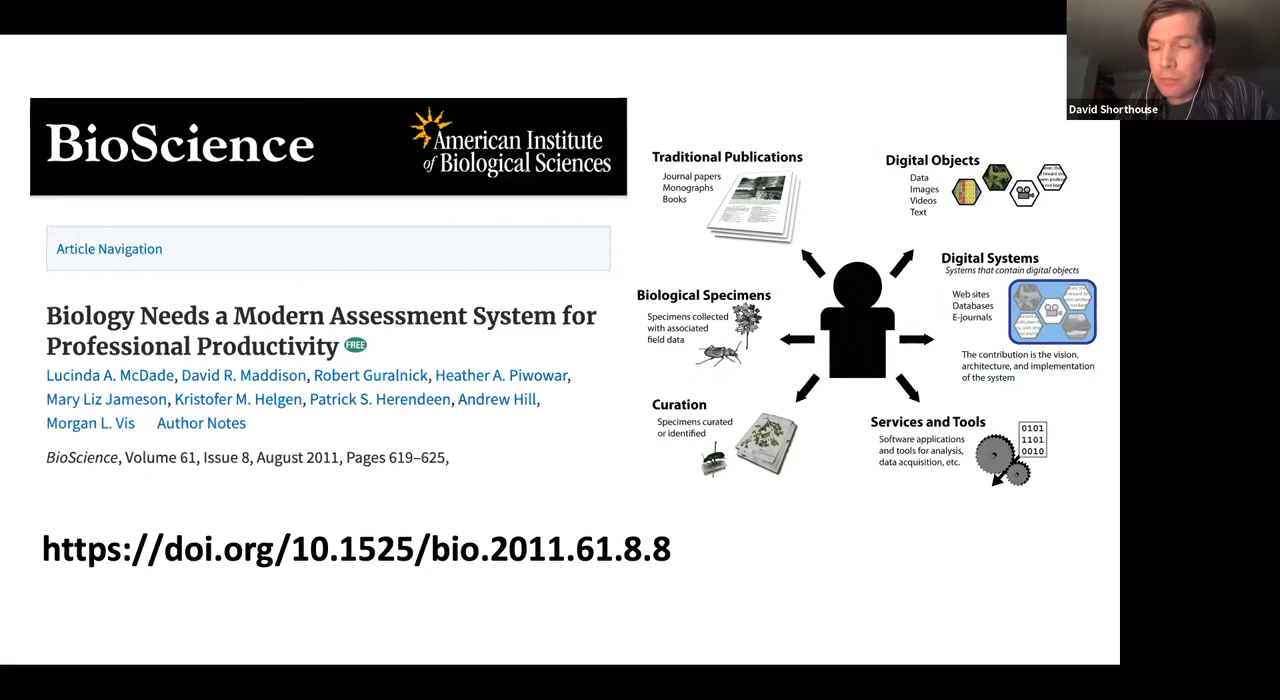 David Shorthouse
BioScience
American Institute
of Biological Sciences
Article Navigation
Biology Needs a Modern Assessment System for
Professional Productivity FREE
Lucinda A. McDade, David R. Maddison, Robert Guralnick, Heather A. Piwowar,
Mary Liz Jameson, Kristofer M. Helgen, Patrick S. Herendeen, Andrew Hill,
Morgan L. Vis Author Notes
BioScience, Volume 61, Issue 8, August 2011, Pages 619–625,
https://doi.org/10.1525/bio.2011.61.8.8
Traditional Publications
Journal papers
Monographs
Books
Digital Objects
Data
Images
Videos
Text
Biological Specimens
Specimens collected
with associated
field data
Digital Systems
Systems that contain digital objects
Web sites
Databases
E-journals
The contribution is the vision,
architecture, and implementation
of the system
Curation
Specimens curated
or identified
Services and Tools
Software applications
and tools for analysis,
data acquisition, etc.
0101
1101
0010